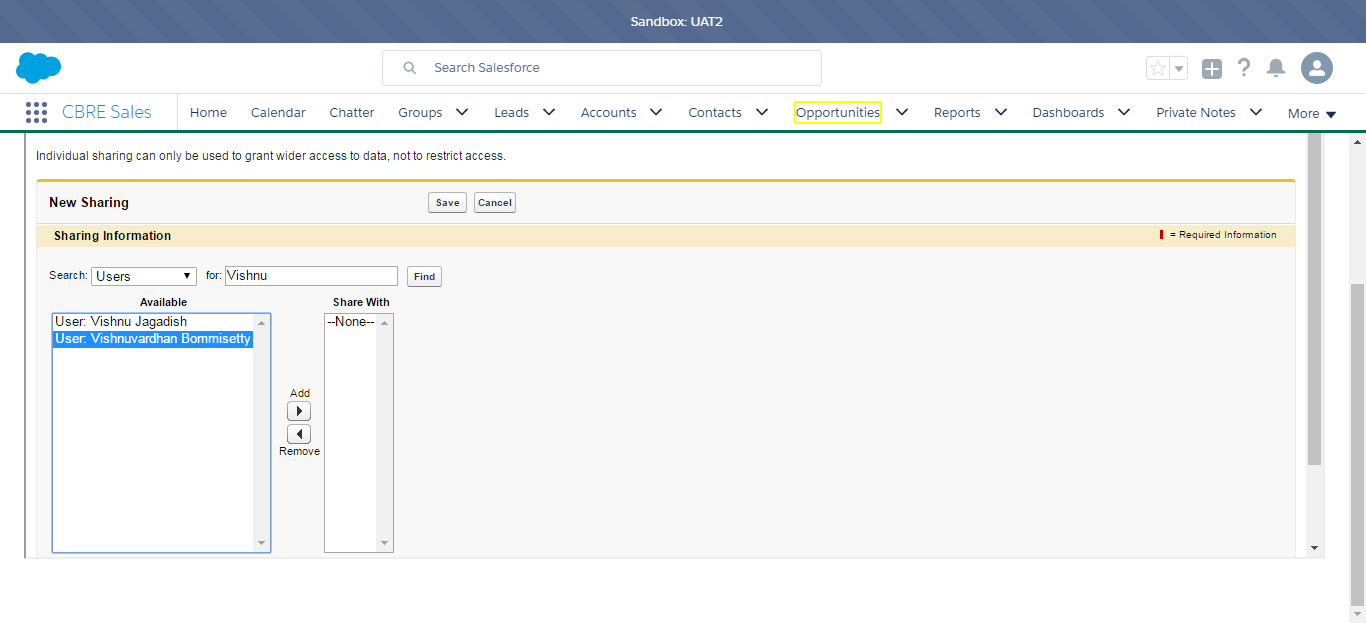 Sandbox: UAT2
Search Salesforce
CBRE Sales Home Calendar Chatter Groups Leads Accounts Contacts Opportunities Reports Dashboards Private Notes More
Individual sharing can only be used to grant wider access to data, not to restrict access.
New Sharing Save Cancel
Sharing Information = Required Information
Search: Users for: Vishnu Find
Available Share With
User: Vishnu Jagadish --None--
User: Vishnuvardhan Bommisetty
Add
Remove